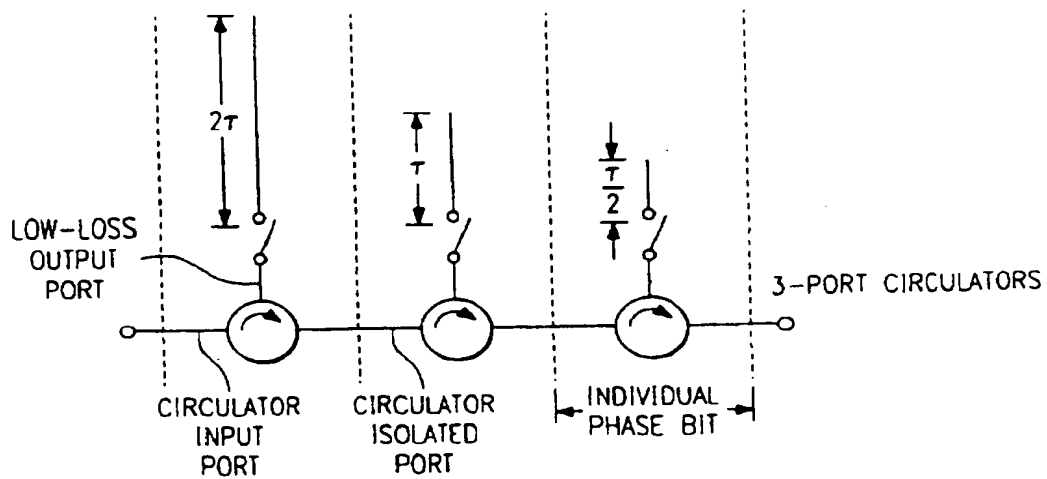 2τ
τ
τ
2
LOW-LOSS
OUTPUT
PORT
3-PORT CIRCULATORS
CIRCULATOR
INPUT
PORT
CIRCULATOR
ISOLATED
PORT
INDIVIDUAL
PHASE BIT